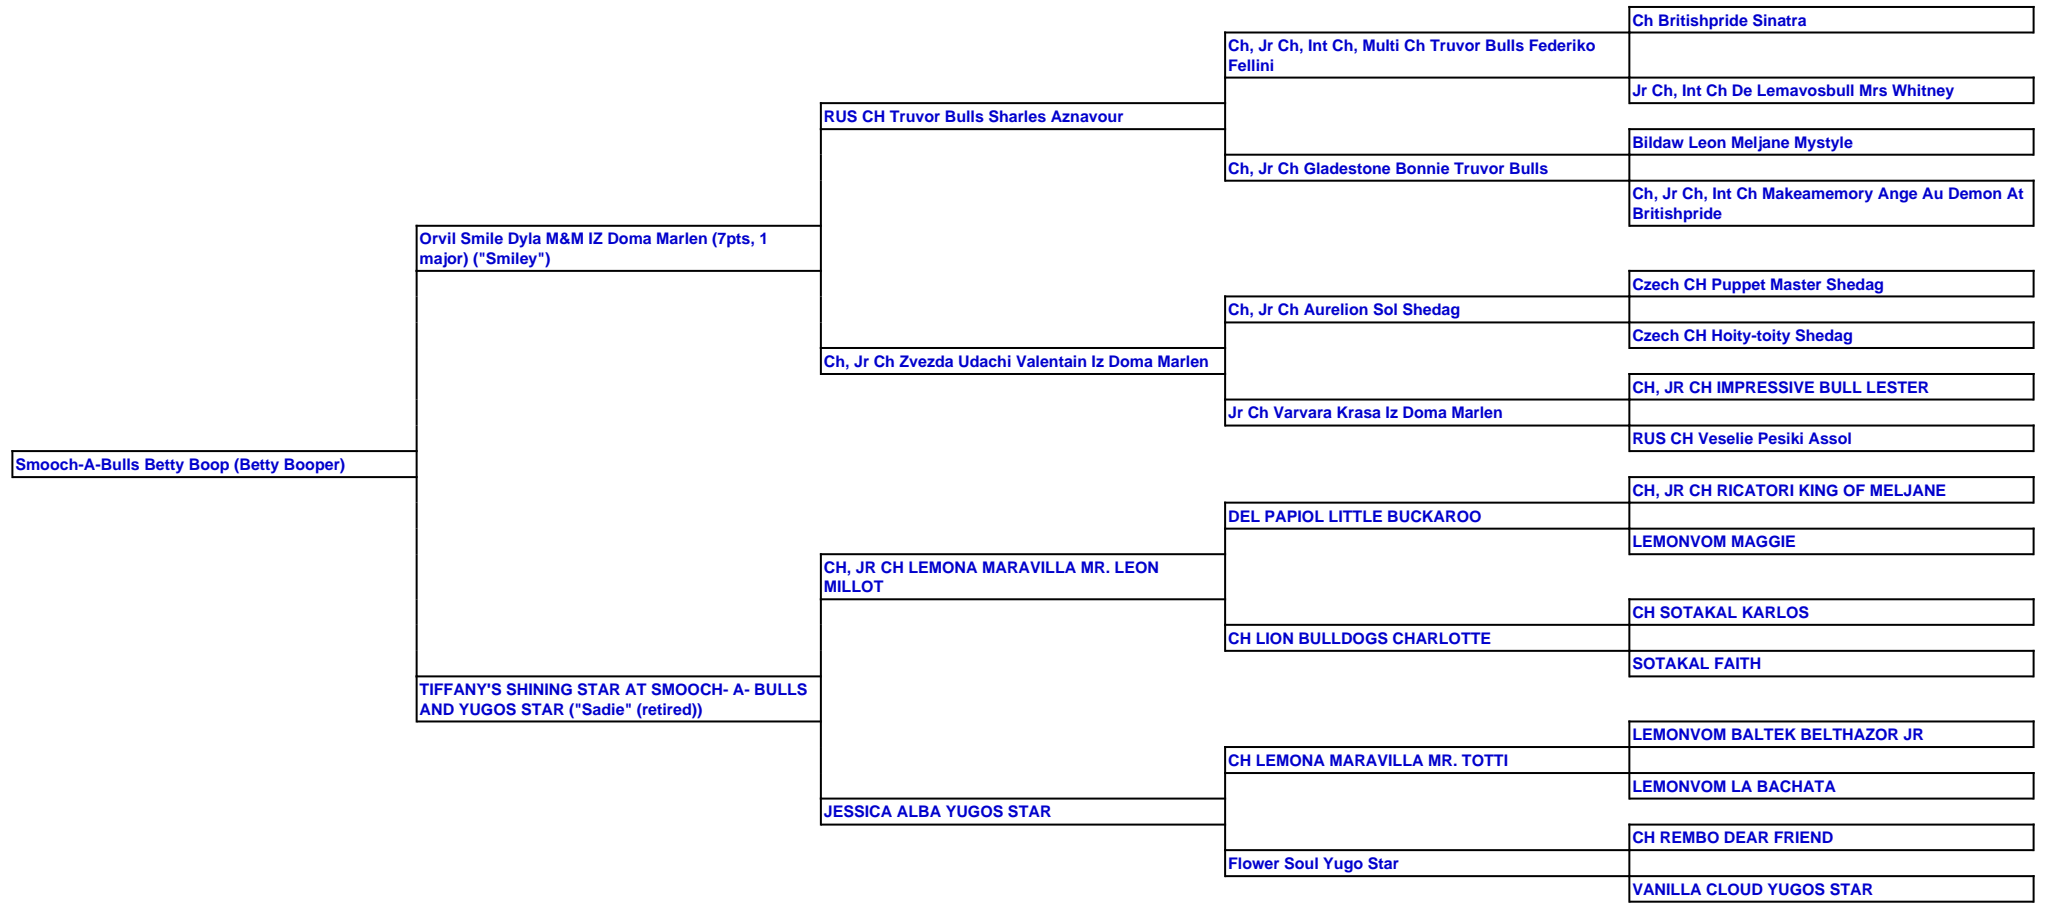 Ch Britishpride Sinatra
Ch, Jr Ch, Int Ch, Multi Ch Truvor Bulls Federiko
Fellini
Jr Ch, Int Ch De Lemavosbull Mrs Whitney
RUS CH Truvor Bulls Sharles Aznavour
Bildaw Leon Meljane Mystyle
Ch, Jr Ch Gladestone Bonnie Truvor Bulls
Ch, Jr Ch, Int Ch Makeamemory Ange Au Demon At
Britishpride
Orvil Smile Dyla M&M IZ Doma Marlen (7pts, 1
major) ("Smiley")
Czech CH Puppet Master Shedag
Ch, Jr Ch Aurelion Sol Shedag
Czech CH Hoity-toity Shedag
Ch, Jr Ch Zvezda Udachi Valentain Iz Doma Marlen
CH, JR CH IMPRESSIVE BULL LESTER
Jr Ch Varvara Krasa Iz Doma Marlen
RUS CH Veselie Pesiki Assol
Smooch-A-Bulls Betty Boop (Betty Booper)
CH, JR CH RICATORI KING OF MELJANE
DEL PAPIOL LITTLE BUCKAROO
LEMONVOM MAGGIE
CH, JR CH LEMONA MARAVILLA MR. LEON
MILLOT
CH SOTAKAL KARLOS
CH LION BULLDOGS CHARLOTTE
SOTAKAL FAITH
TIFFANY'S SHINING STAR AT SMOOCH- A- BULLS
AND YUGOS STAR ("Sadie" (retired))
LEMONVOM BALTEK BELTHAZOR JR
CH LEMONA MARAVILLA MR. TOTTI
LEMONVOM LA BACHATA
JESSICA ALBA YUGOS STAR
CH REMBO DEAR FRIEND
Flower Soul Yugo Star
VANILLA CLOUD YUGOS STAR